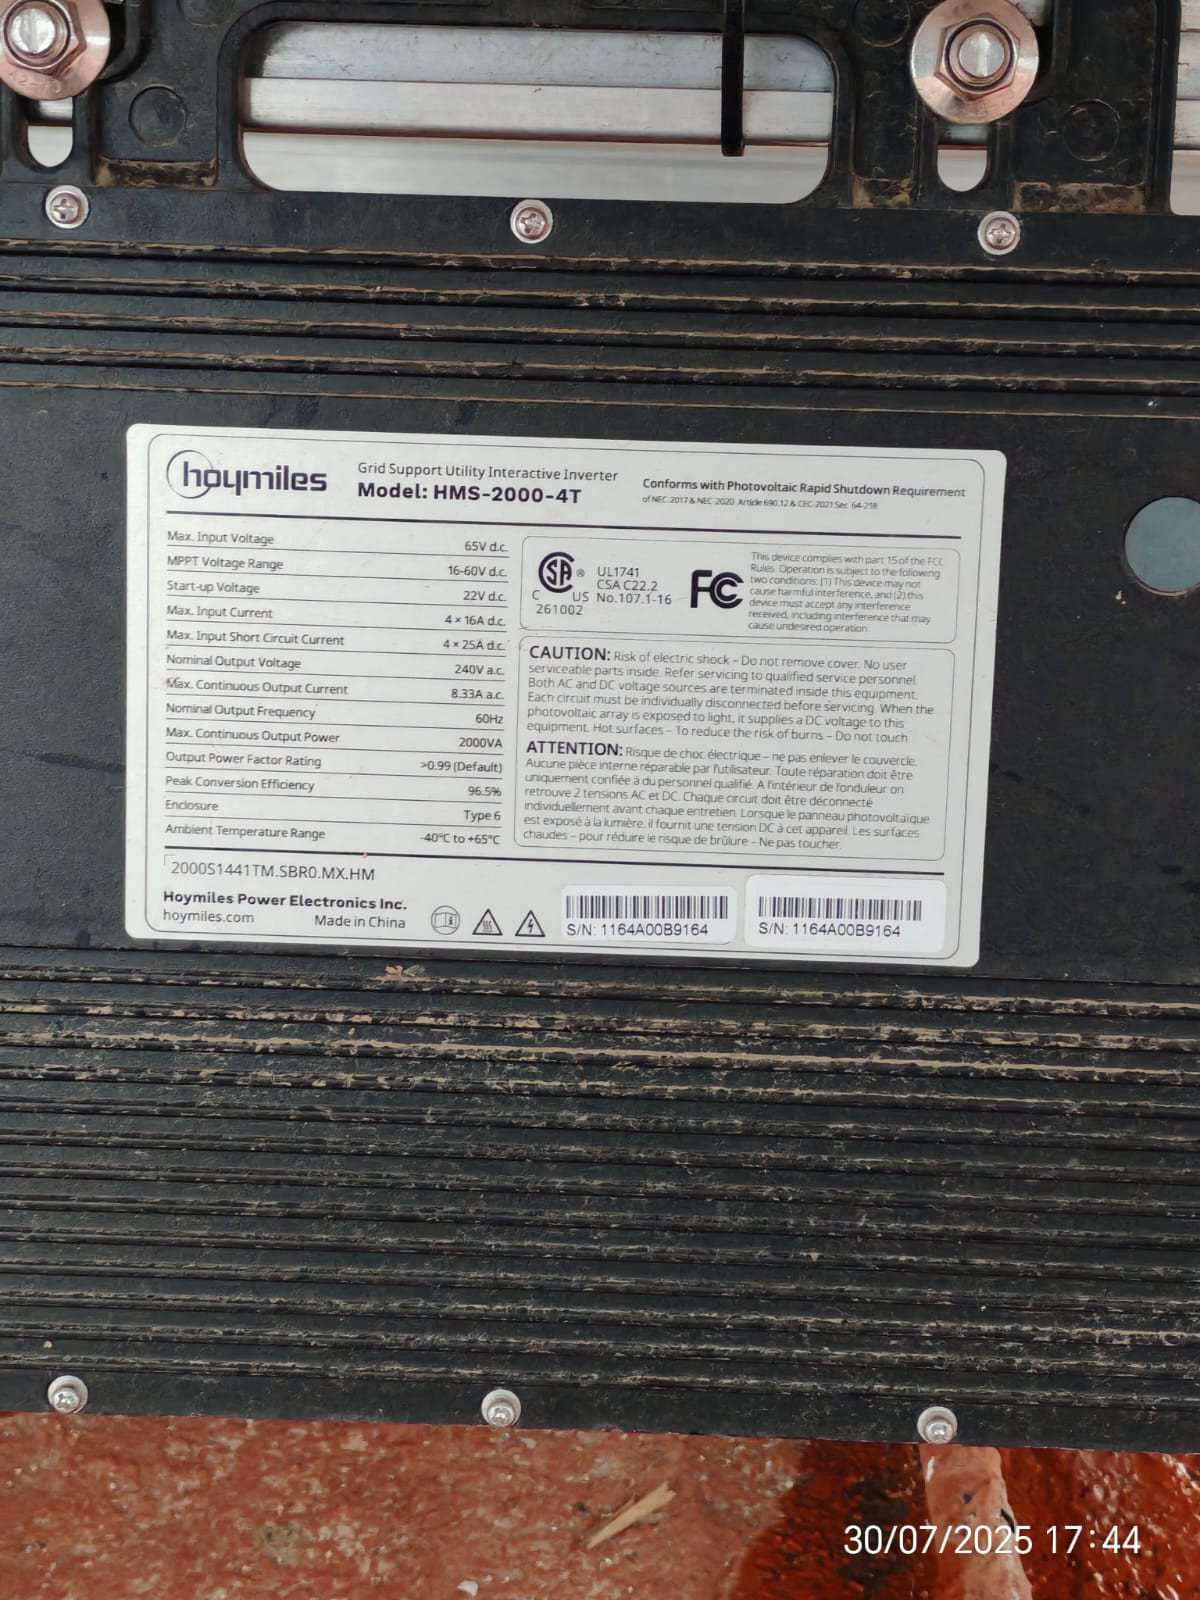 hoymiles
Grid Support Utility Interactive Inverter
Model: HMS-2000-4T
Conforms with Photovoltaic Rapid Shutdown Requirement
of NEC-2017 & NEC-2020 Article 690.12 & CEC-2021 Sec. 64-218
Max. Input Voltage 65V d.c.
MPPT Voltage Range 16-60V d.c.
Start-up Voltage 22V d.c.
Max. Input Current 4 × 16A d.c.
Max. Input Short Circuit Current 4 × 25A d.c.
Nominal Output Voltage 240V a.c.
Max. Continuous Output Current 8.33A a.c.
Nominal Output Frequency 60Hz
Max. Continuous Output Power 2000VA
Output Power Factor Rating >0.99 (Default)
Peak Conversion Efficiency 96.5%
Enclosure Type 6
Ambient Temperature Range -40°C to +65°C
2000S1441TM.SBR0.MX.HM
Hoymiles Power Electronics Inc.
hoymiles.com Made in China
CSA ®
C US
261002
UL1741
CSA C22.2
No.107.1-16
FC
This device complies with part 15 of the FCC
Rules. Operation is subject to the following
two conditions: (1) This device may not
cause harmful interference, and (2) this
device must accept any interference
received, including interference that may
cause undesired operation.
CAUTION: Risk of electric shock – Do not remove cover. No user
serviceable parts inside. Refer servicing to qualified service personnel.
Both AC and DC voltage sources are terminated inside this equipment.
Each circuit must be individually disconnected before servicing. When the
photovoltaic array is exposed to light, it supplies a DC voltage to this
equipment. Hot surfaces – To reduce the risk of burns – Do not touch.
ATTENTION: Risque de choc électrique – ne pas enlever le couvercle.
Aucune pièce interne réparable par l'utilisateur. Toute réparation doit être
uniquement confiée à du personnel qualifié. A l'intérieur de l'onduleur on
retrouve 2 tensions AC et DC. Chaque circuit doit être déconnecté
individuellement avant chaque entretien. Lorsque le panneau photovoltaïque
est exposé à la lumière, il fournit une tension DC à cet appareil. Les surfaces
chaudes – pour réduire le risque de brûlure – Ne pas toucher.
S/N: 1164A00B9164
S/N: 1164A00B9164
30/07/2025 17:44